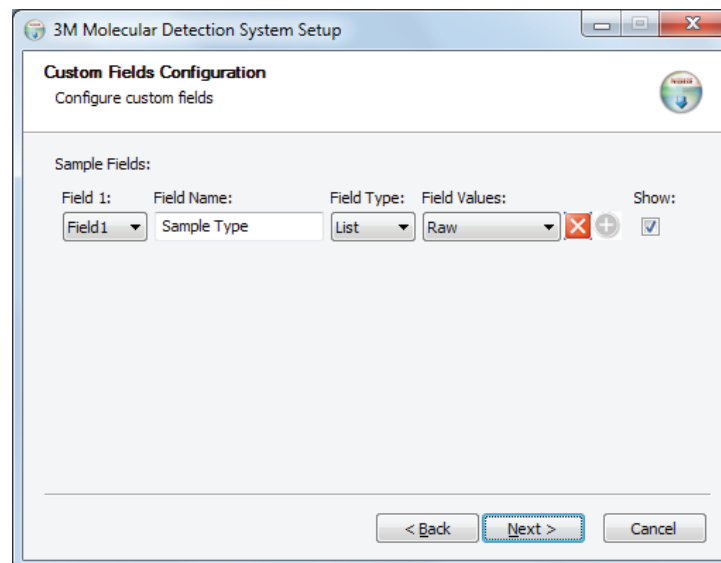 3M Molecular Detection System Setup
Custom Fields Configuration
Configure custom fields
Sample Fields:
Field 1: Field Name: Field Type: Field Values: Show:
Field1 Sample Type List Raw
< Back Next > Cancel